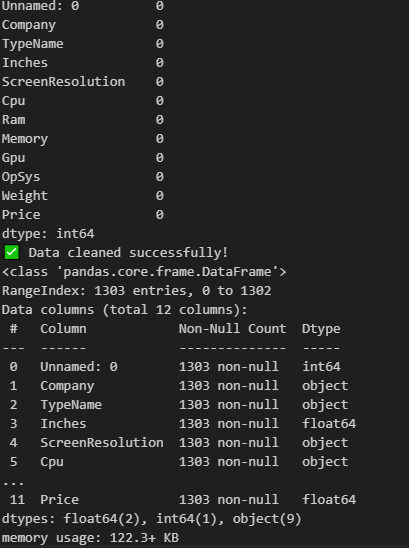 Unnamed: 0          0
Company             0
TypeName            0
Inches              0
ScreenResolution    0
Cpu                 0
Ram                 0
Memory              0
Gpu                 0
OpSys               0
Weight              0
Price               0
dtype: int64
✅ Data cleaned successfully!
<class 'pandas.core.frame.DataFrame'>
RangeIndex: 1303 entries, 0 to 1302
Data columns (total 12 columns):
 #   Column            Non-Null Count  Dtype
---  ------            --------------  -----
 0   Unnamed: 0        1303 non-null   int64
 1   Company           1303 non-null   object
 2   TypeName          1303 non-null   object
 3   Inches            1303 non-null   float64
 4   ScreenResolution  1303 non-null   object
 5   Cpu               1303 non-null   object
...
 11  Price             1303 non-null   float64
dtypes: float64(2), int64(1), object(9)
memory usage: 122.3+ KB